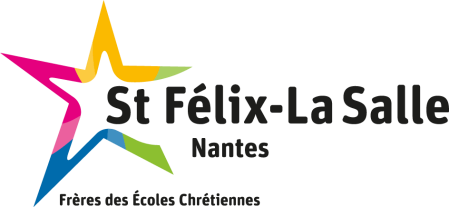 St Félix-La Salle
Nantes
Frères des Écoles Chrétiennes